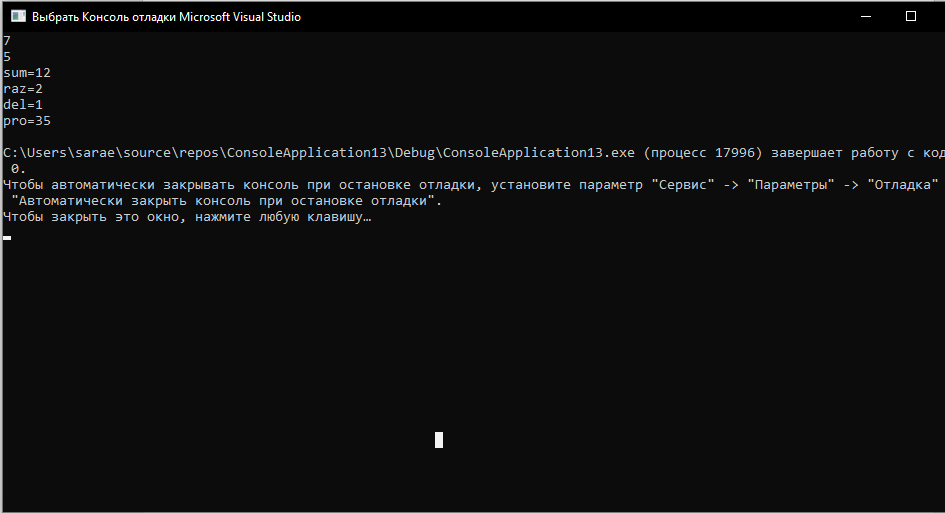 Выбрать Консоль отладки Microsoft Visual Studio
7
5
sum=12
raz=2
del=1
pro=35
C:\Users\sarae\source\repos\ConsoleApplication13\Debug\ConsoleApplication13.exe (процесс 17996) завершает работу с код
0.
Чтобы автоматически закрывать консоль при остановке отладки, установите параметр "Сервис" -> "Параметры" -> "Отладка"
"Автоматически закрыть консоль при остановке отладки".
Чтобы закрыть это окно, нажмите любую клавишу…